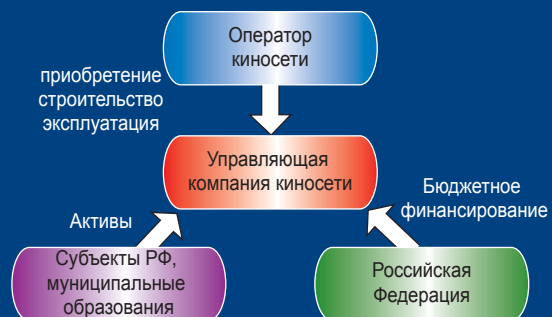 Оператор
киносети
приобретение
строительство
эксплуатация
Управляющая
компания киносети
Бюджетное
финансирование
Активы
Субъекты РФ,
муниципальные
образования
Российская
Федерация